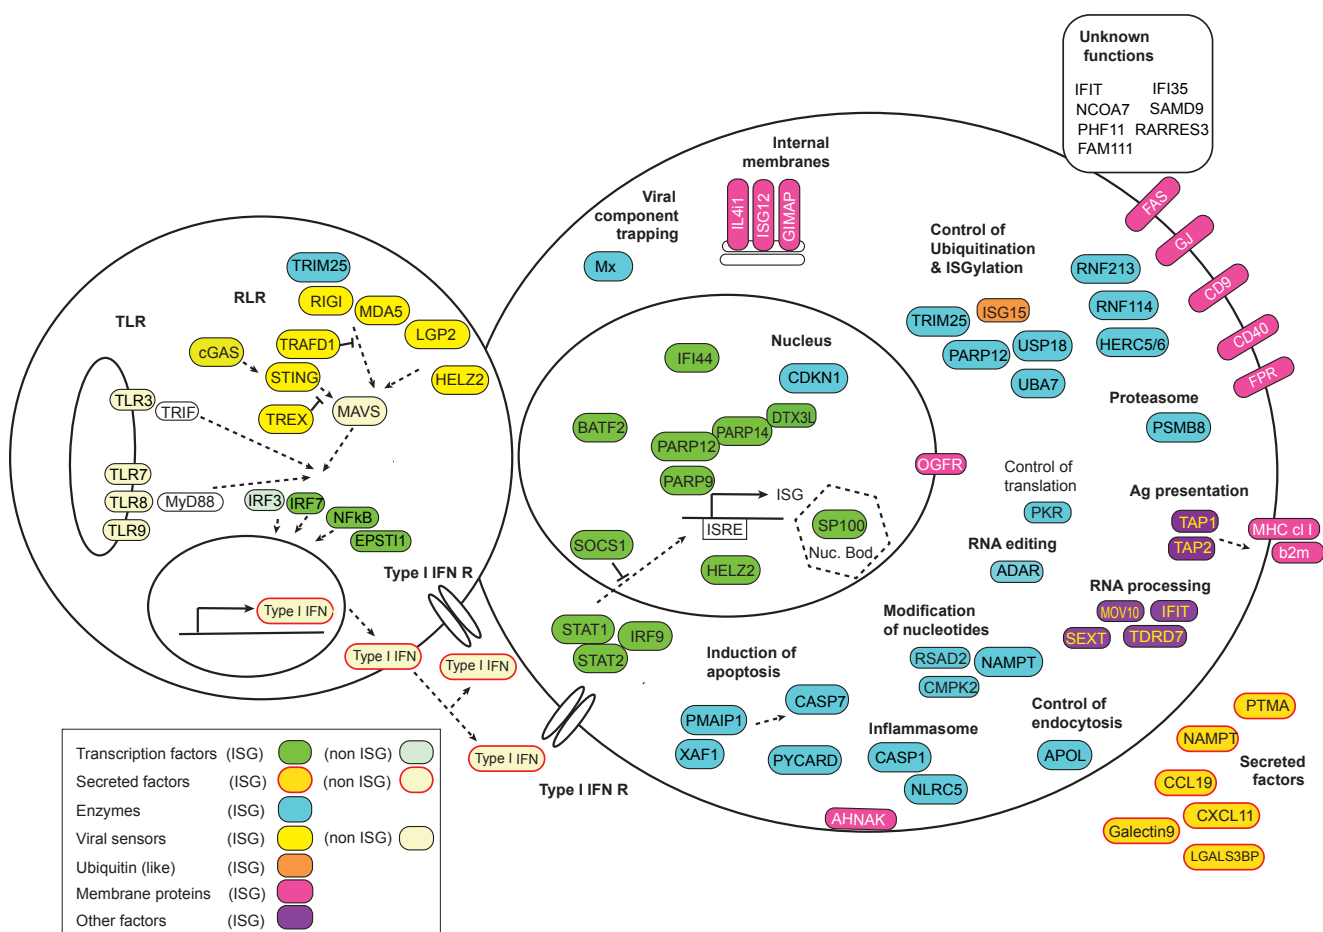 Unknown
functions
IFIT IFI35
NCOA7 SAMD9
PHF11 RARRES3
FAM111
Internal
membranes
IL4i1
ISG12
GIMAP
Viral
component
trapping
Mx
Control of
Ubiquitination
& ISGylation
TRIM25
ISG15
PARP12
USP18
UBA7
RNF213
RNF114
HERC5/6
FAS
GJ
CD9
CD40
FPR
Proteasome
PSMB8
TLR
RLR
TRIM25
RIGI
MDA5
LGP2
TRAFD1
cGAS
STING
HELZ2
TREX
MAVS
TLR3
TRIF
TLR7
TLR8
TLR9
MyD88
IRF3
IRF7
NFkB
EPSTI1
Type I IFN
Type I IFN R
Type I IFN
Type I IFN
Type I IFN
Type I IFN R
Nucleus
IFI44
CDKN1
BATF2
DTX3L
PARP14
PARP12
PARP9
ISG
ISRE
SP100
Nuc. Bod.
SOCS1
HELZ2
STAT1
IRF9
STAT2
OGFR
Control of
translation
PKR
RNA editing
ADAR
Ag presentation
TAP1
TAP2
MHC cl I
b2m
RNA processing
MOV10
IFIT
SEXT
TDRD7
Modification
of nucleotides
RSAD2
NAMPT
CMPK2
Induction of
apoptosis
CASP7
PMAIP1
XAF1
PYCARD
Inflammasome
CASP1
NLRC5
Control of
endocytosis
APOL
AHNAK
PTMA
NAMPT
Secreted
factors
CCL19
CXCL11
Galectin9
LGALS3BP
Transcription factors (ISG) (non ISG)
Secreted factors (ISG) (non ISG)
Enzymes (ISG)
Viral sensors (ISG) (non ISG)
Ubiquitin (like) (ISG)
Membrane proteins (ISG)
Other factors (ISG)